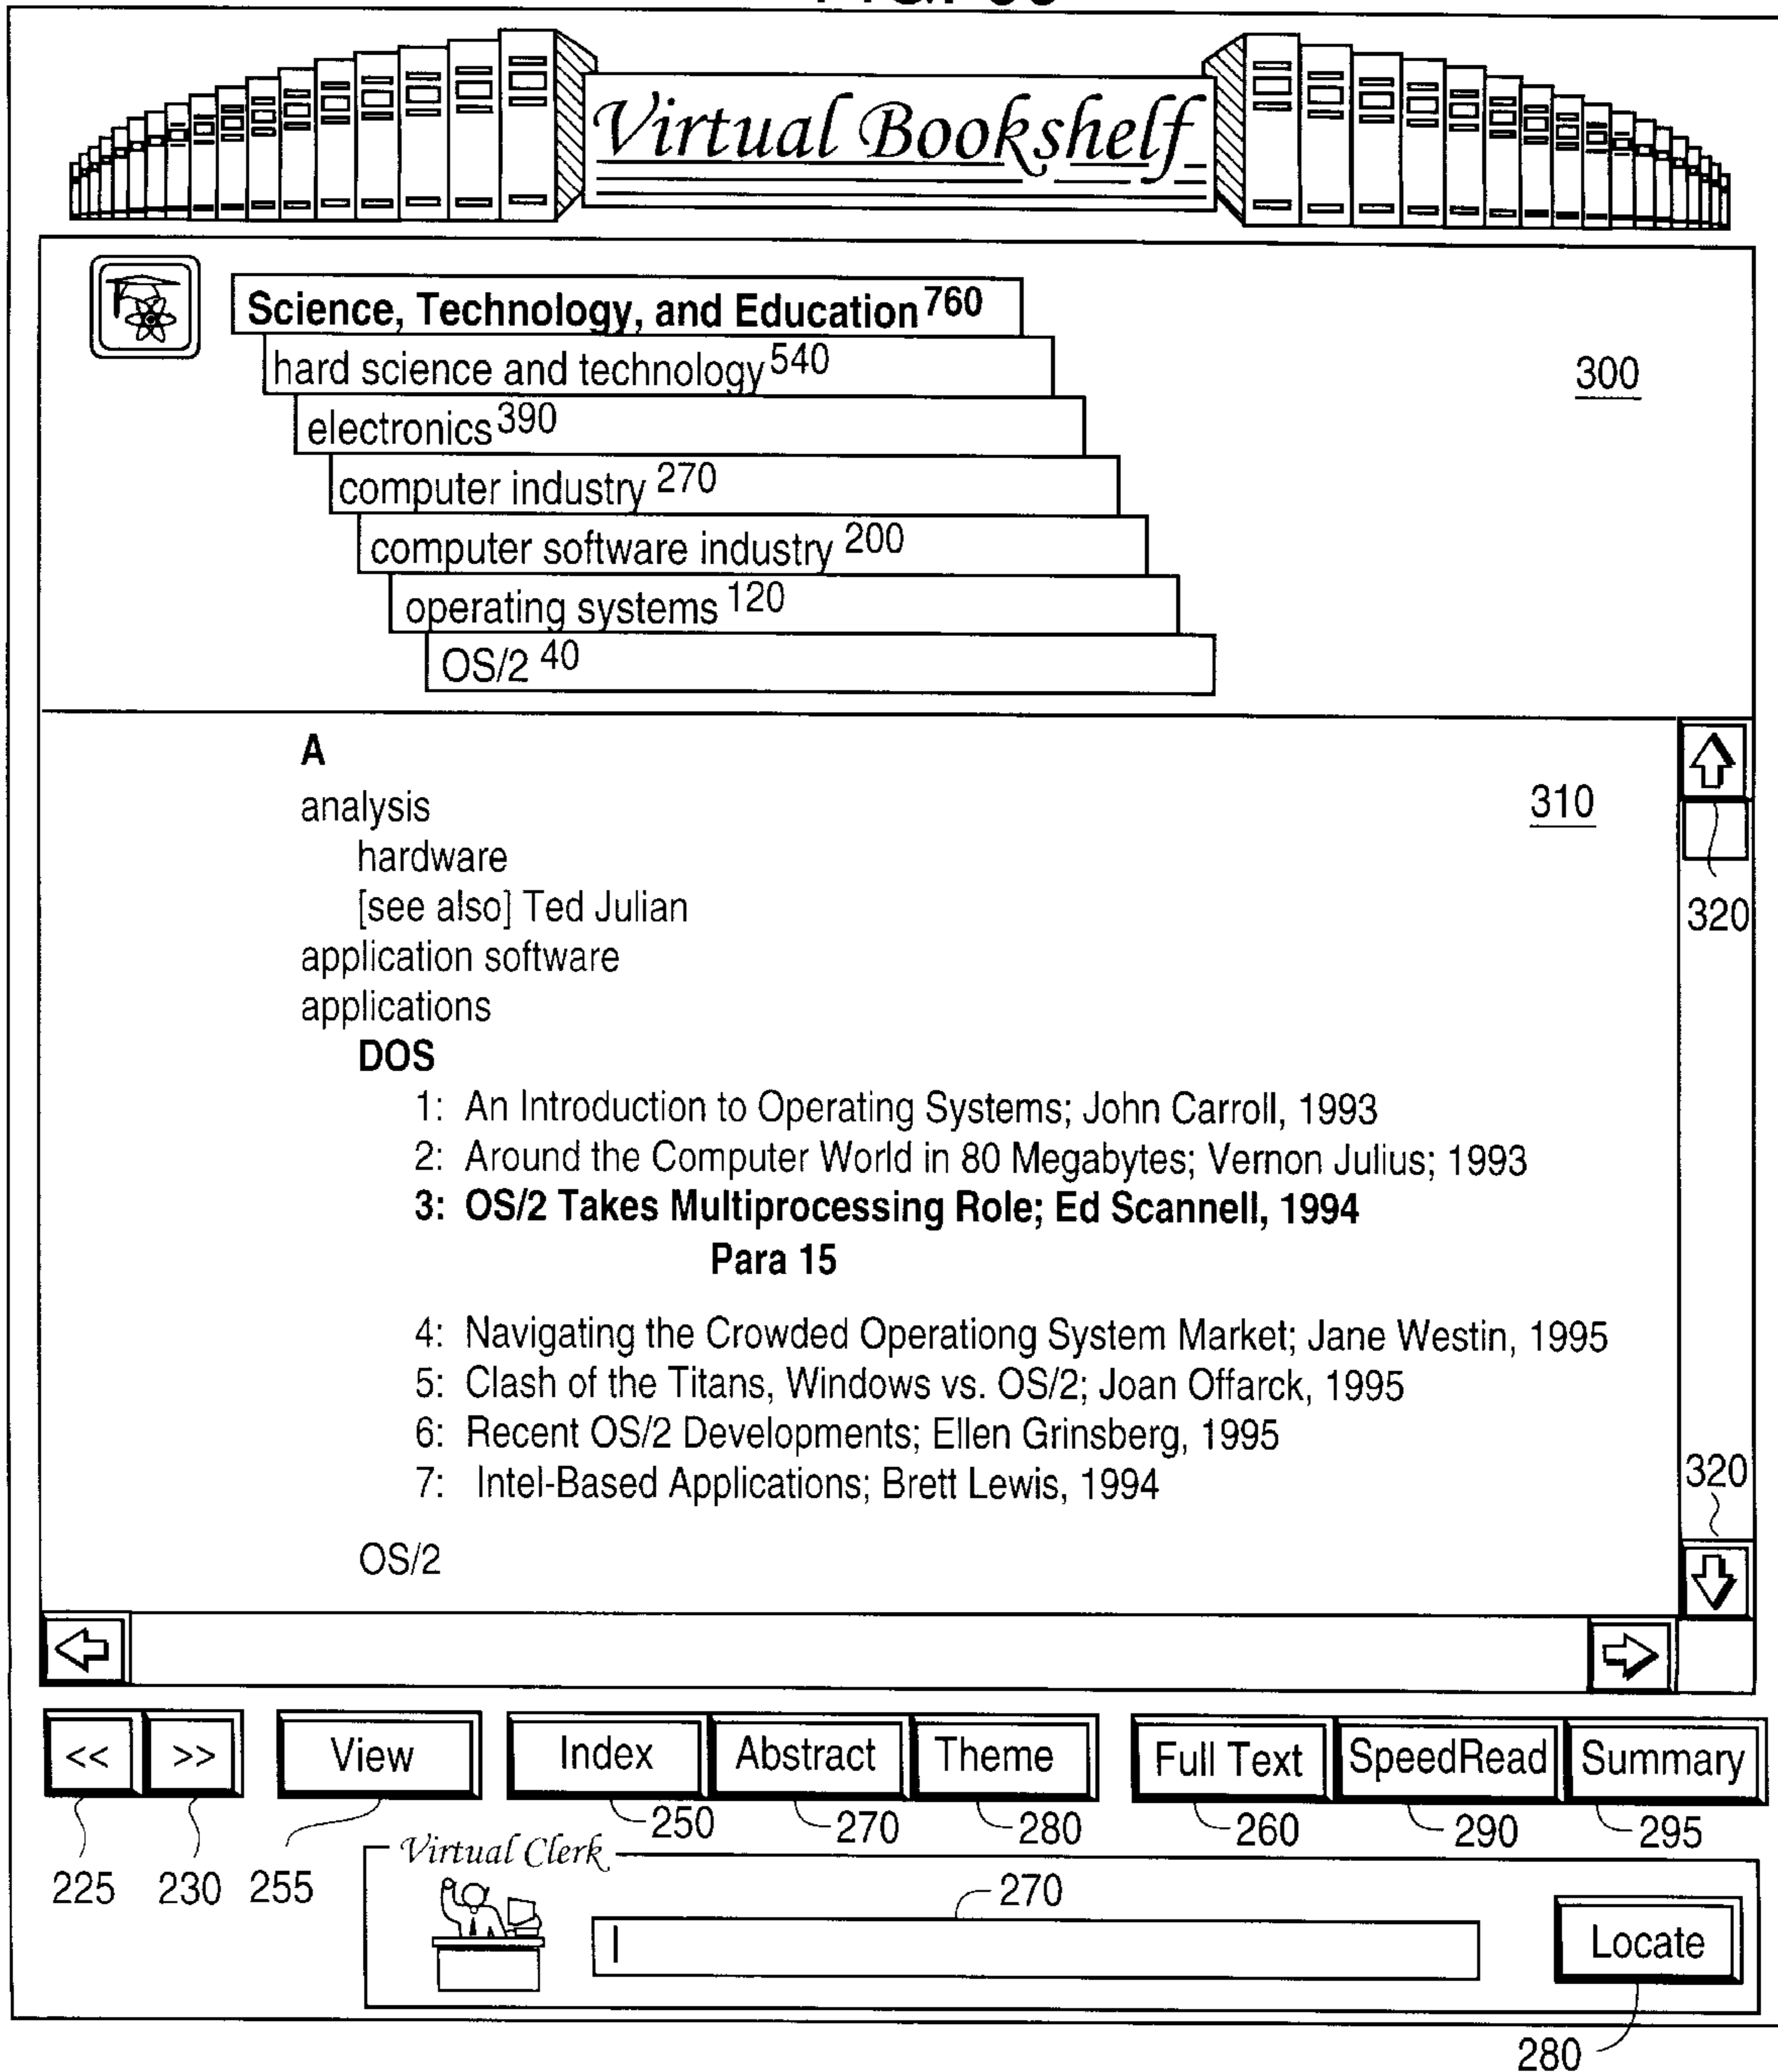 Virtual Bookshelf
Science, Technology, and Education 760
hard science and technology 540
300
electronics 390
computer industry 270
computer software industry 200
operating systems 120
OS/2 40
A
analysis
310
hardware
[see also] Ted Julian
320
application software
applications
DOS
1: An Introduction to Operating Systems; John Carroll, 1993
2: Around the Computer World in 80 Megabytes; Vernon Julius; 1993
3: OS/2 Takes Multiprocessing Role; Ed Scannell, 1994
Para 15
4: Navigating the Crowded Operationg System Market; Jane Westin, 1995
5: Clash of the Titans, Windows vs. OS/2; Joan Offarck, 1995
6: Recent OS/2 Developments; Ellen Grinsberg, 1995
7: Intel-Based Applications; Brett Lewis, 1994
320
OS/2
<< >> View Index Abstract Theme Full Text SpeedRead Summary
250 270 280 260 290 295
225 230 255
Virtual Clerk
270
Locate
280